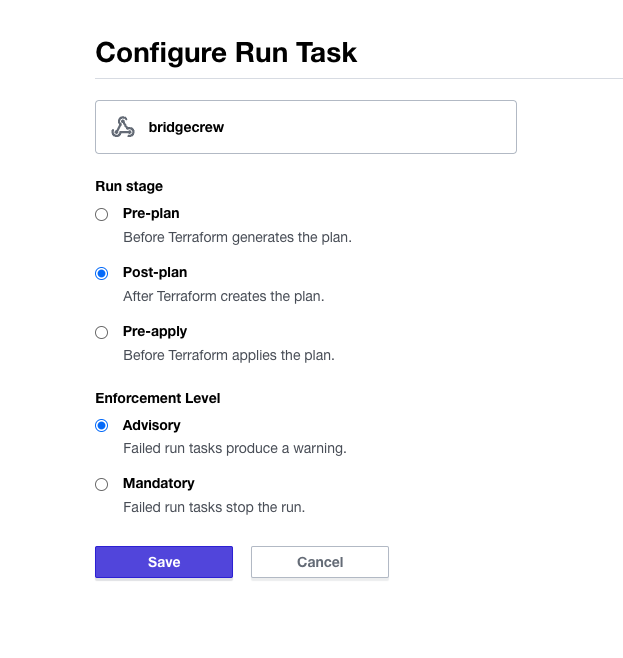 Configure Run Task
bridgecrew
Run stage
Pre-plan
Before Terraform generates the plan.
Post-plan
After Terraform creates the plan.
Pre-apply
Before Terraform applies the plan.
Enforcement Level
Advisory
Failed run tasks produce a warning.
Mandatory
Failed run tasks stop the run.
Save
Cancel